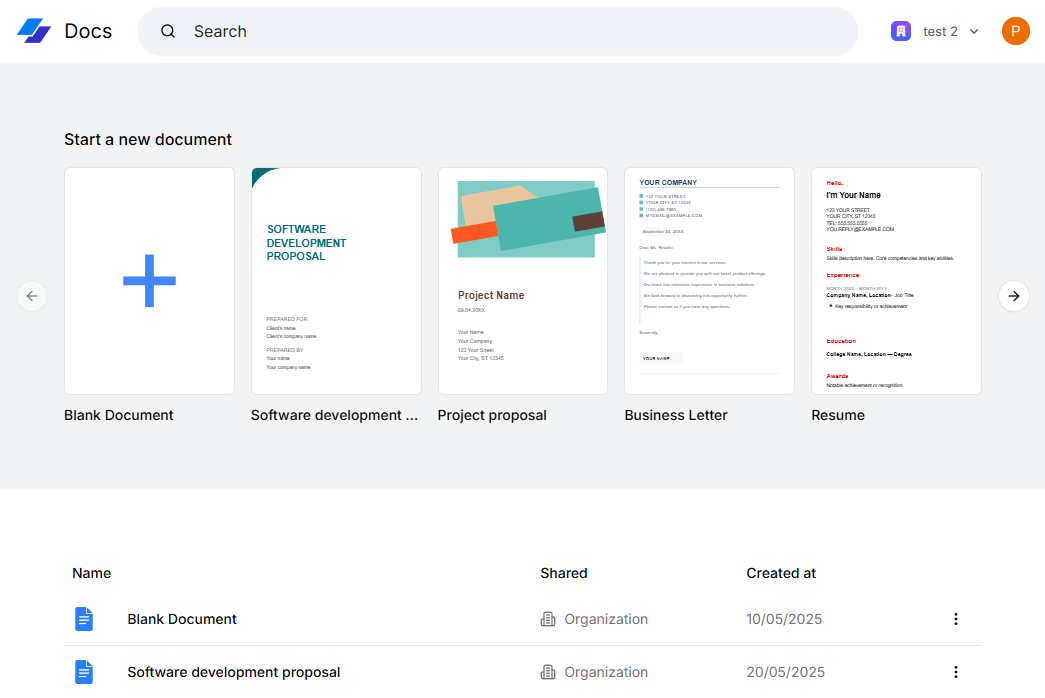 Docs
Search
test 2
P
Start a new document
SOFTWARE
DEVELOPMENT
PROPOSAL
PREPARED FOR
Client's name
Client's company name
PREPARED BY
Your name
Your company name
Project Name
09.04.20XX
Your Name
Your Company
123 Your Street
Your City, ST 12345
YOUR COMPANY
123 YOUR STREET
YOUR CITY, ST 12345
(123) 456-7890
MYEMAIL@EXAMPLE.COM
September 24, 20XX
Dear Ms. Reader,
Thank you for your interest in our services.
We are pleased to provide you with our latest product offerings.
Our team has extensive experience in business solutions.
We look forward to discussing this opportunity further.
Please contact us if you have any questions.
Sincerely,
YOUR NAME
Hello,
I'm Your Name
123 YOUR STREET
YOUR CITY, ST 12345
TEL: 555.555.5555
YOU.REPLY@EXAMPLE.COM
Skills
Skills description here. Core competencies and key abilities.
Experience
MONTH 20XX - MONTH 20YY
Company Name, Location- Job Title
Key responsibility or achievement
Education
College Name, Location — Degree
Awards
Notable achievement or recognition.
Blank Document
Software development ...
Project proposal
Business Letter
Resume
Name Shared Created at
Blank Document Organization 10/05/2025
Software development proposal Organization 20/05/2025